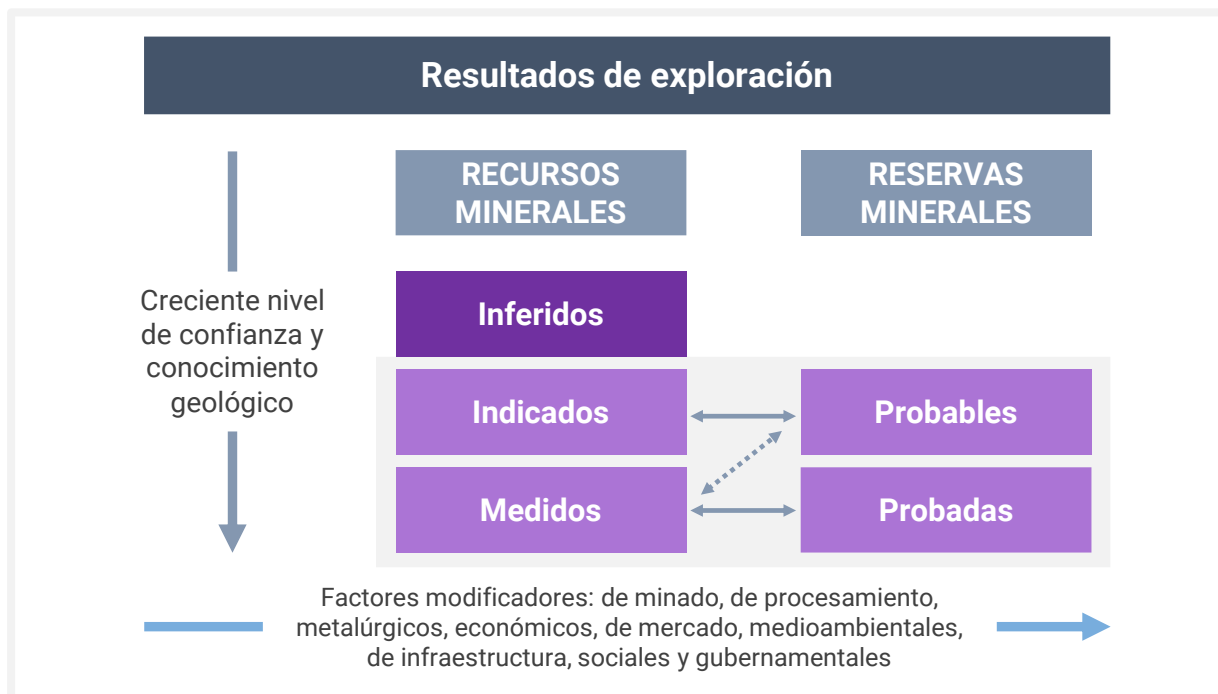 Resultados de exploración
RECURSOS
MINERALES
RESERVAS
MINERALES
Creciente nivel
de confianza y
conocimiento
geológico
Inferidos
Indicados
Probables
Medidos
Probadas
Factores modificadores: de minado, de procesamiento,
metalúrgicos, económicos, de mercado, medioambientales,
de infraestructura, sociales y gubernamentales